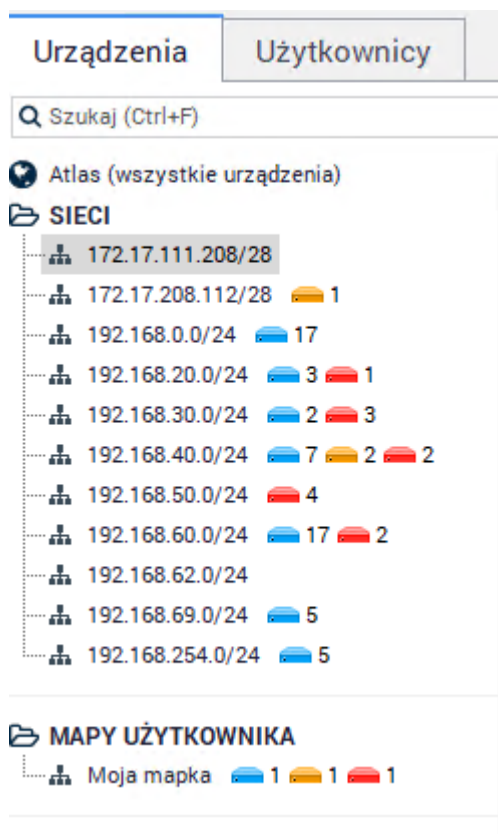 Urządzenia Użytkownicy
Szukaj (Ctrl+F)
Atlas (wszystkie urządzenia)
SIECI
172.17.111.208/28
172.17.208.112/28 1
192.168.0.0/24 17
192.168.20.0/24 3 1
192.168.30.0/24 2 3
192.168.40.0/24 7 2 2
192.168.50.0/24 4
192.168.60.0/24 17 2
192.168.62.0/24
192.168.69.0/24 5
192.168.254.0/24 5
MAPY UŻYTKOWNIKA
Moja mapka 1 1 1